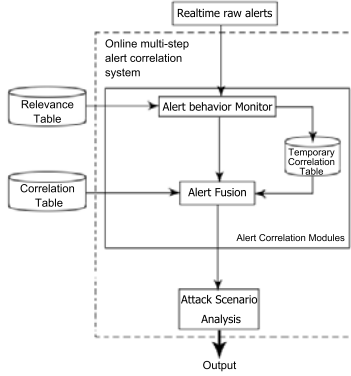 Realtime raw alerts
Online multi-step
alert correlation
system
Relevance
Table
Alert behavior Monitor
Temporary
Correlation
Table
Correlation
Table
Alert Fusion
Alert Correlation Modules
Attack Scenario
Analysis
Output